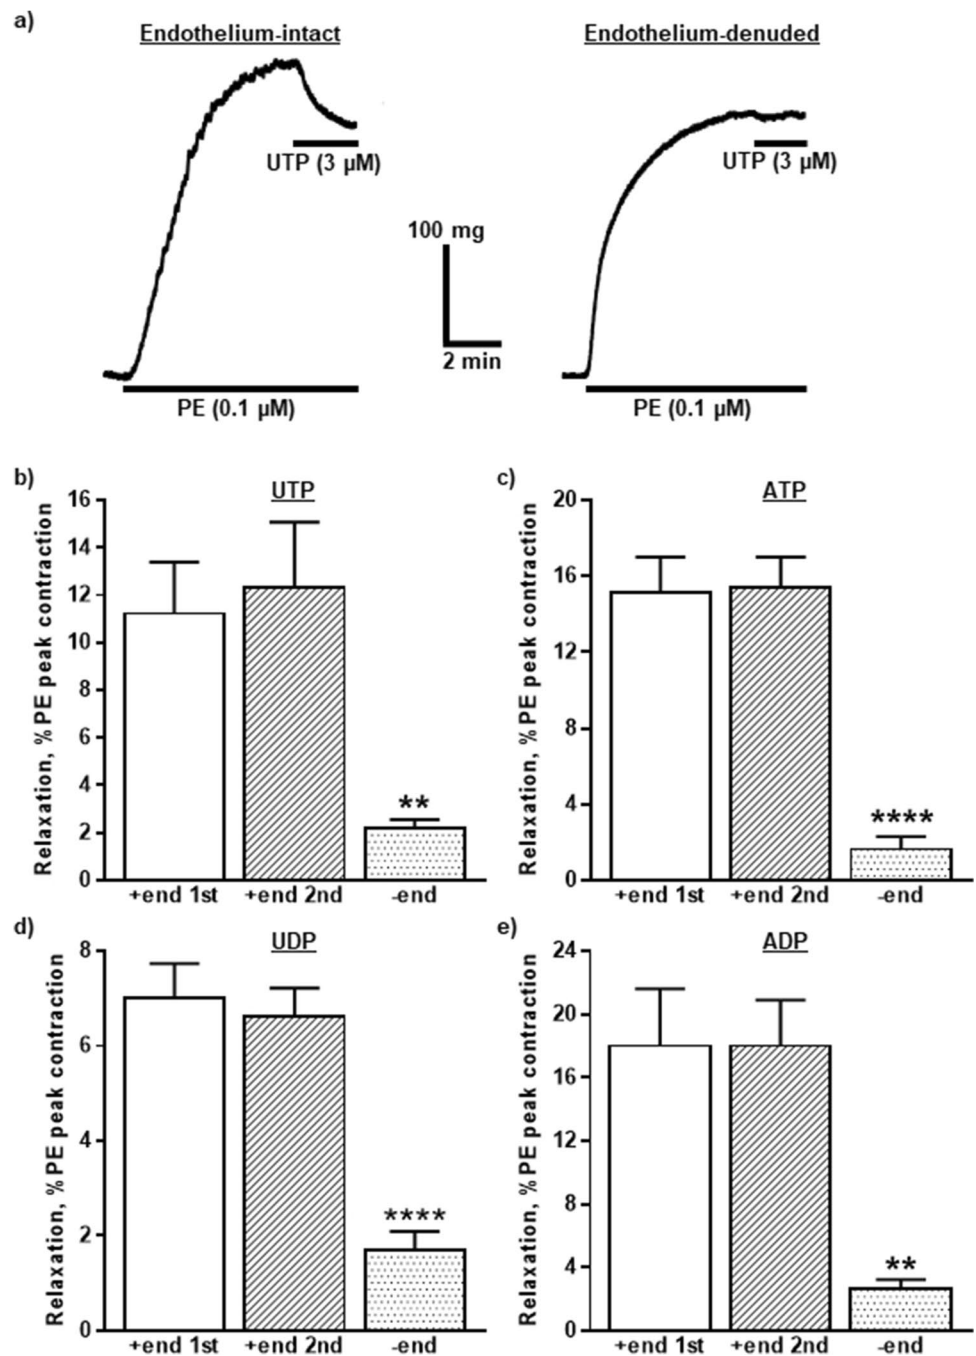 a)
Endothelium-intact
Endothelium-denuded
UTP (3 µM)
UTP (3 µM)
100 mg
2 min
PE (0.1 µM)
PE (0.1 µM)
b)
UTP
Relaxation, % PE peak contraction
16
14
12
10
8
6
4
2
0
**
+end 1st
+end 2nd
-end
c)
ATP
Relaxation, % PE peak contraction
20
16
12
8
4
0
****
+end 1st
+end 2nd
-end
d)
UDP
Relaxation, % PE peak contraction
8
6
4
2
0
****
+end 1st
+end 2nd
-end
e)
ADP
Relaxation, % PE peak contraction
24
20
16
12
8
4
0
**
+end 1st
+end 2nd
-end